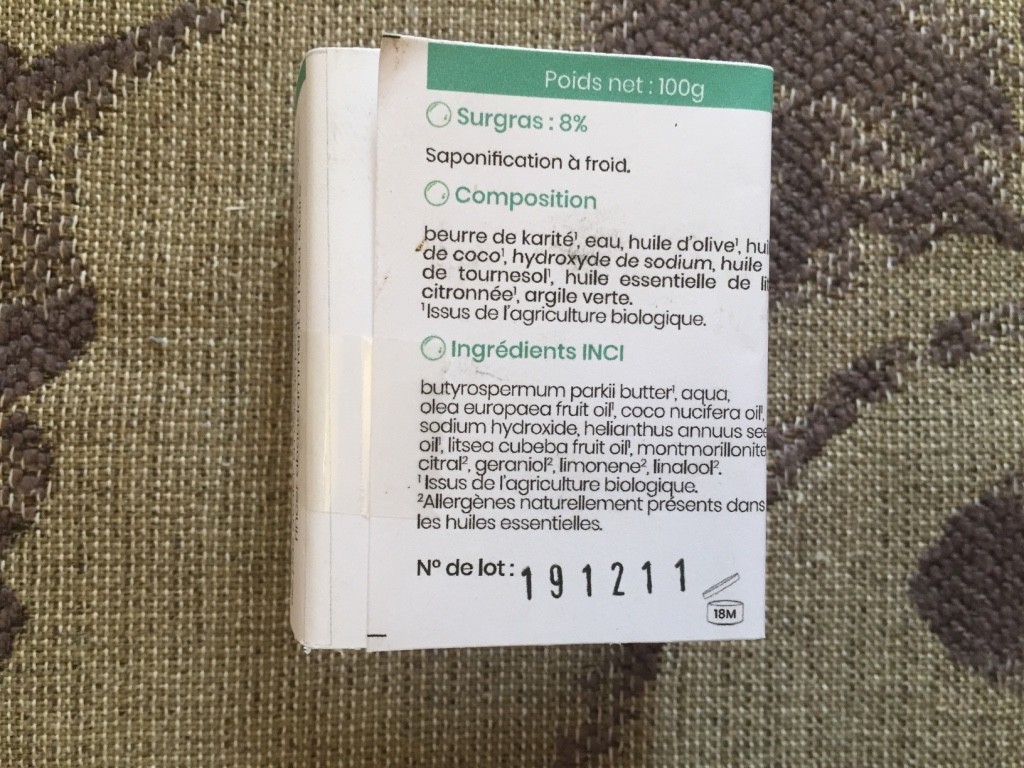 Poids net : 100g
Surgras : 8%
Saponification à froid.
Composition
beurre de karité¹, eau, huile d'olive¹, hui
de coco¹, hydroxyde de sodium, huile
de tournesol¹, huile essentielle de li
citronnée¹, argile verte.
¹Issus de l'agriculture biologique.
Ingrédients INCI
butyrospermum parkii butter¹, aqua,
olea europaea fruit oil¹, coco nucifera oil¹,
sodium hydroxide, helianthus annuus see
oil¹, litsea cubeba fruit oil¹, montmorillonite
citral², geraniol², limonene², linalool².
¹Issus de l'agriculture biologique.
²Allergènes naturellement présents dans
les huiles essentielles.
N° de lot : 191211
18M